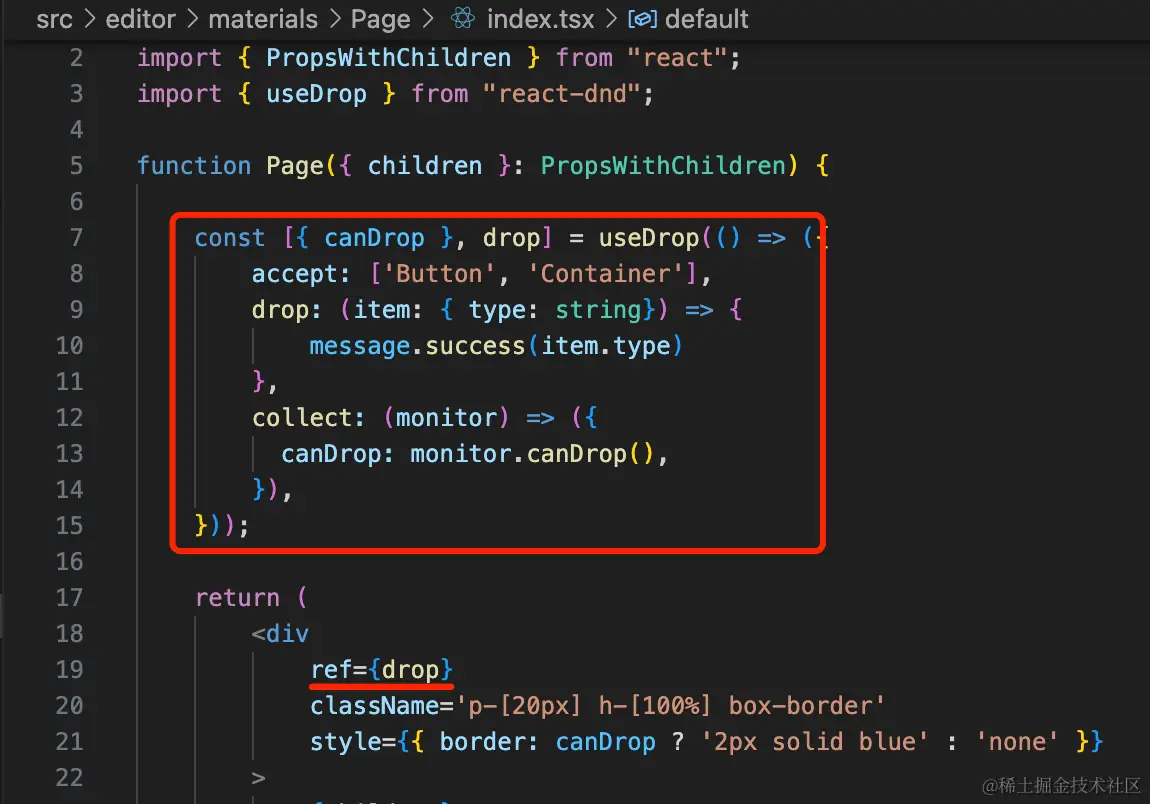 src > editor > materials > Page > index.tsx > default
2 import { PropsWithChildren } from "react";
3 import { useDrop } from "react-dnd";
4
5 function Page({ children }: PropsWithChildren) {
6
7 const [{ canDrop }, drop] = useDrop(() => ({
8 accept: ['Button', 'Container'],
9 drop: (item: { type: string}) => {
10 message.success(item.type)
11 },
12 collect: (monitor) => ({
13 canDrop: monitor.canDrop(),
14 }),
15 }));
16
17 return (
18 <div
19 ref={drop}
20 className='p-[20px] h-[100%] box-border'
21 style={{ border: canDrop ? '2px solid blue' : 'none' }}
22 >
@稀土掘金技术社区